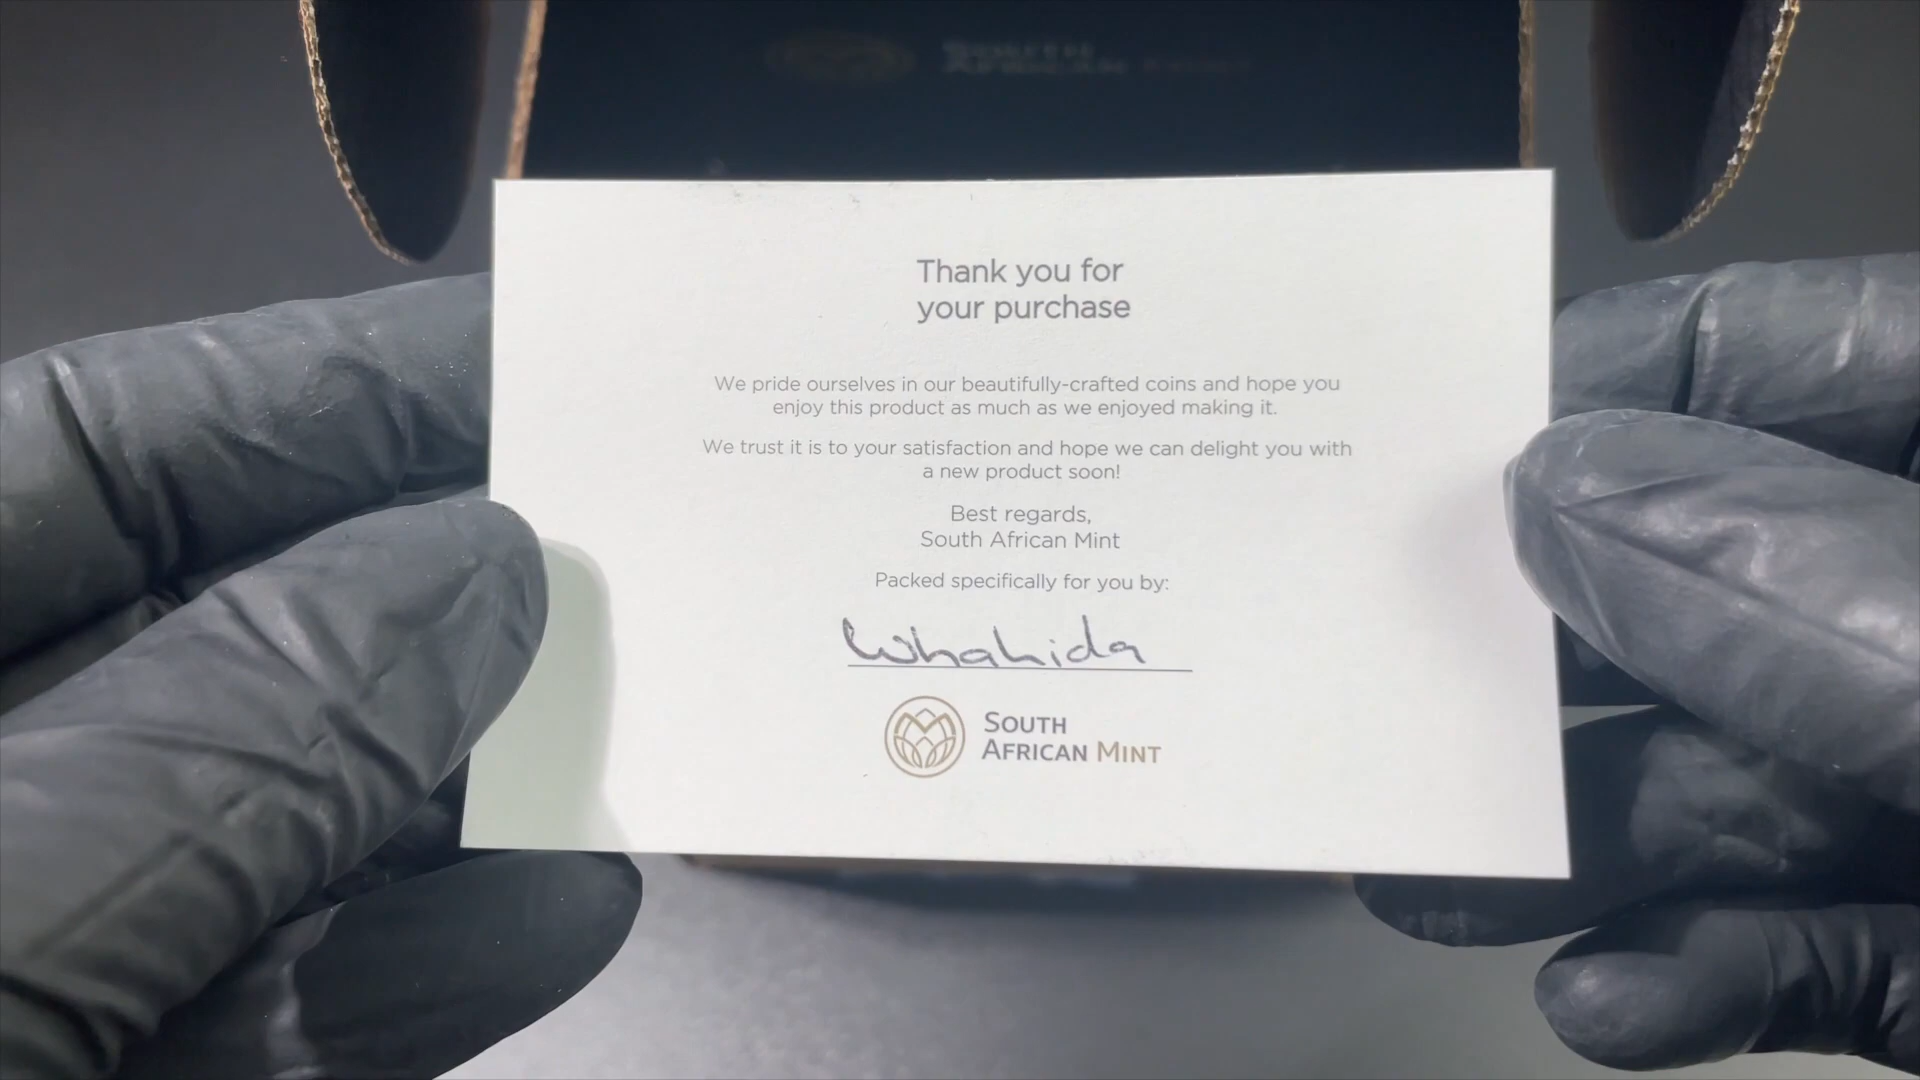 SOUTH
AFRICAN MINT
Thank you for
your purchase
We pride ourselves in our beautifully-crafted coins and hope you
enjoy this product as much as we enjoyed making it.
We trust it is to your satisfaction and hope we can delight you with
a new product soon!
Best regards,
South African Mint
Packed specifically for you by:
Whahida
SOUTH
AFRICAN MINT